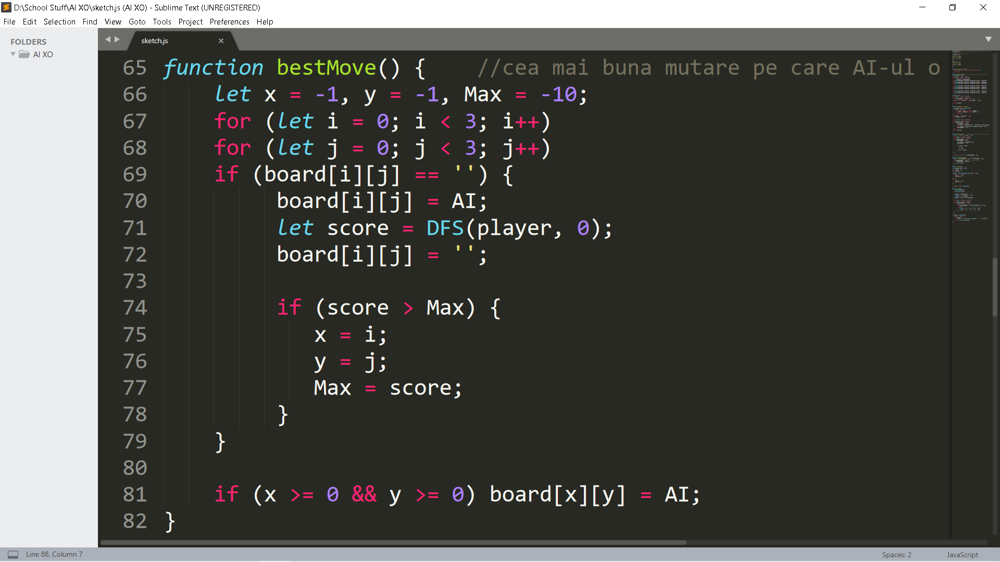 D:\School Stuff\AI XO\sketch.js (AI XO) - Sublime Text (UNREGISTERED)
File Edit Selection Find View Goto Tools Project Preferences Help
FOLDERS
AI XO
sketch.js
65 function bestMove() { //cea mai buna mutare pe care AI-ul o
66 let x = -1, y = -1, Max = -10;
67 for (let i = 0; i < 3; i++)
68 for (let j = 0; j < 3; j++)
69 if (board[i][j] == '') {
70 board[i][j] = AI;
71 let score = DFS(player, 0);
72 board[i][j] = '';
73
74 if (score > Max) {
75 x = i;
76 y = j;
77 Max = score;
78 }
79 }
80
81 if (x >= 0 && y >= 0) board[x][y] = AI;
82 }
Line 88, Column 7
Spaces: 2
JavaScript